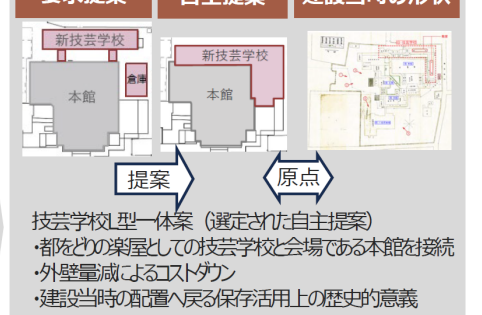 自主提案
新技芸学校
本館
倉庫
新技芸学校
本館
提案
原点
技芸学校L型一体案（選定された自主提案）
・都をどりの楽屋としての技芸学校と会場である本館を接続
・外壁量減によるコストダウン
・建設当時の配置へ戻る保存活用上の歴史的意義